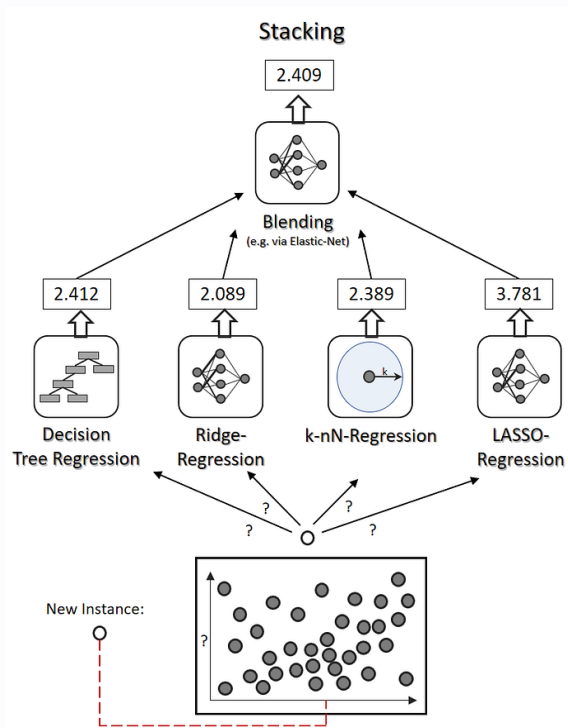 Stacking
2.409
Blending
(e.g. via Elastic-Net)
2.412
2.089
2.389
3.781
k
Decision
Tree Regression
Ridge-
Regression
k-nN-Regression
LASSO-
Regression
?
?
?
?
New Instance:
?